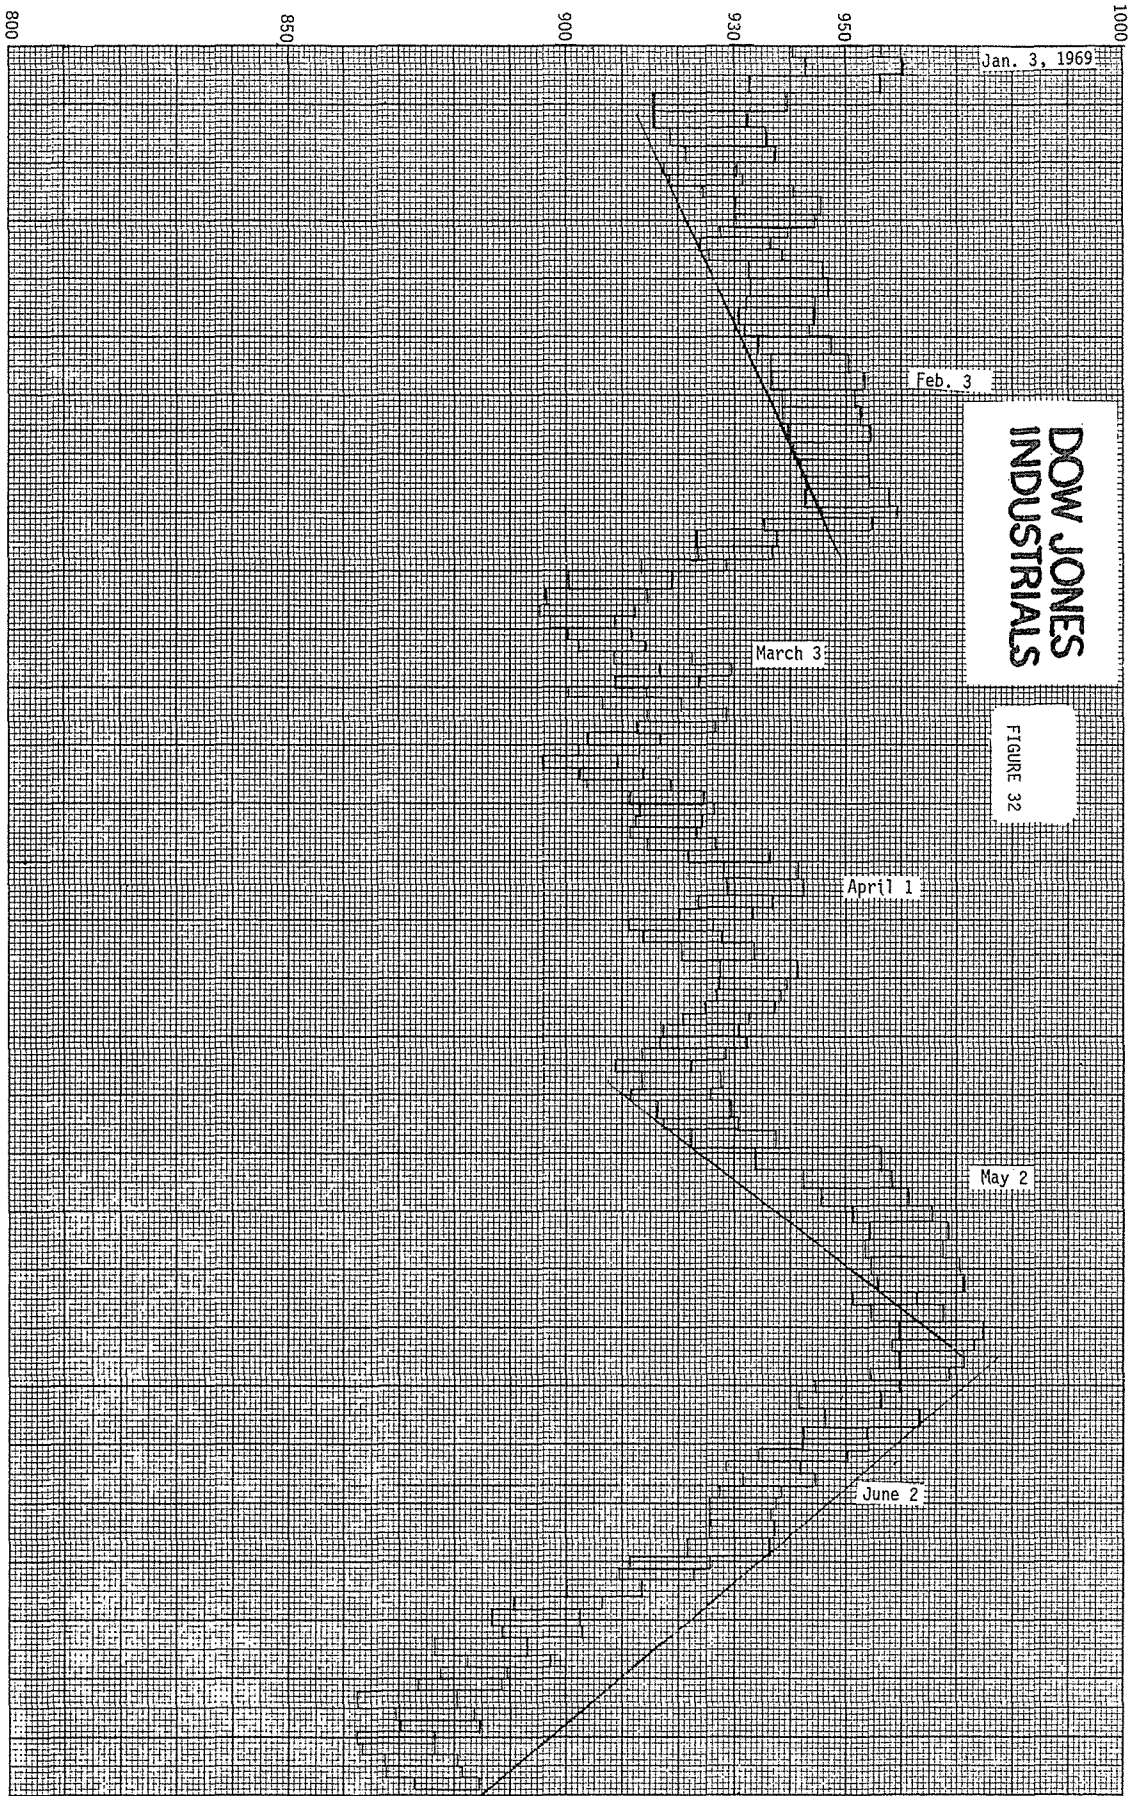 DOW JONES
INDUSTRIALS
FIGURE 32
1000
950
930
900
850
800
Jan. 3, 1969
Feb. 3
March 3
April 1
May 2
June 2